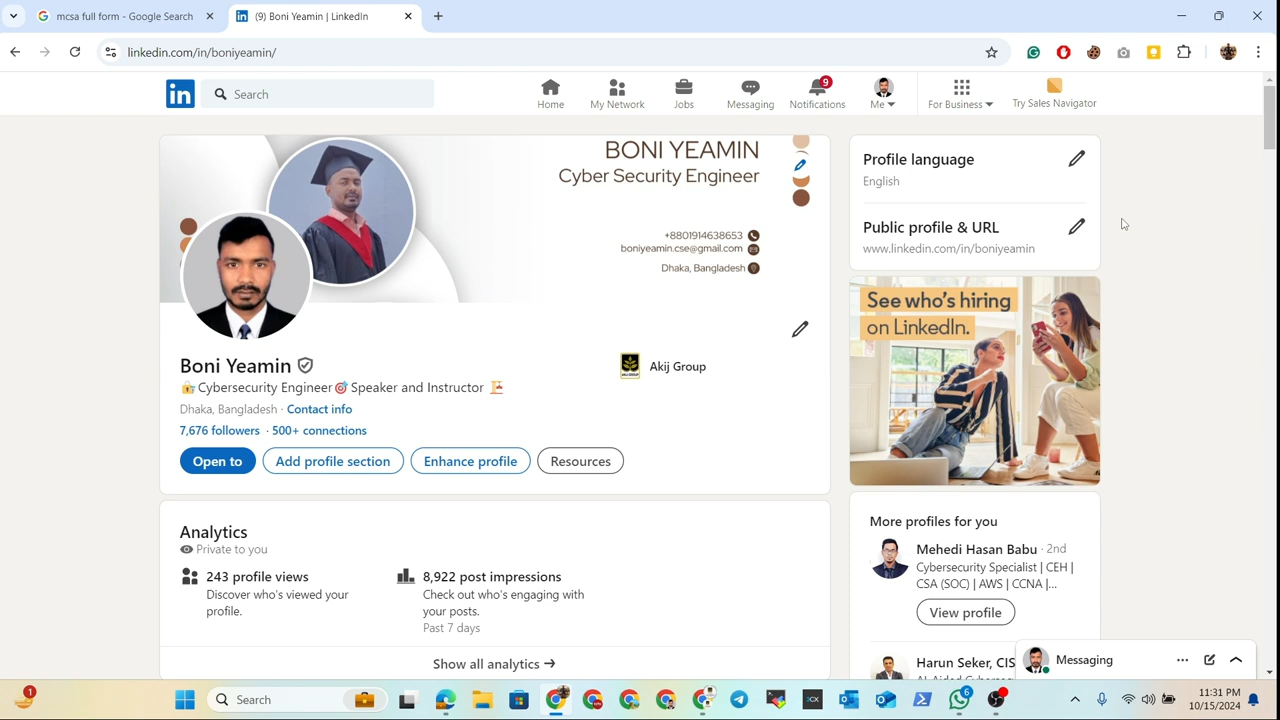 mcsa full form - Google Search
(9) Boni Yeamin | LinkedIn
linkedin.com/in/boniyeamin/
in
Search
Home
My Network
Jobs
Messaging
9
Notifications
Me
For Business
Try Sales Navigator
BONI YEAMIN
Cyber Security Engineer
+8801914638653
boniyeamin.cse@gmail.com
Dhaka, Bangladesh
Boni Yeamin
Akij Group
Cybersecurity Engineer🎯Speaker and Instructor
Dhaka, Bangladesh · Contact info
7,676 followers · 500+ connections
Open to
Add profile section
Enhance profile
Resources
Analytics
Private to you
243 profile views
Discover who's viewed your
profile.
8,922 post impressions
Check out who's engaging with
your posts.
Past 7 days
Show all analytics →
Profile language
English
Public profile & URL
www.linkedin.com/in/boniyeamin
See who's hiring
on LinkedIn.
More profiles for you
Mehedi Hasan Babu · 2nd
Cybersecurity Specialist | CEH |
CSA (SOC) | AWS | CCNA |...
View profile
Harun Seker, CIS
Messaging
1
Search
6
11:31 PM
10/15/2024